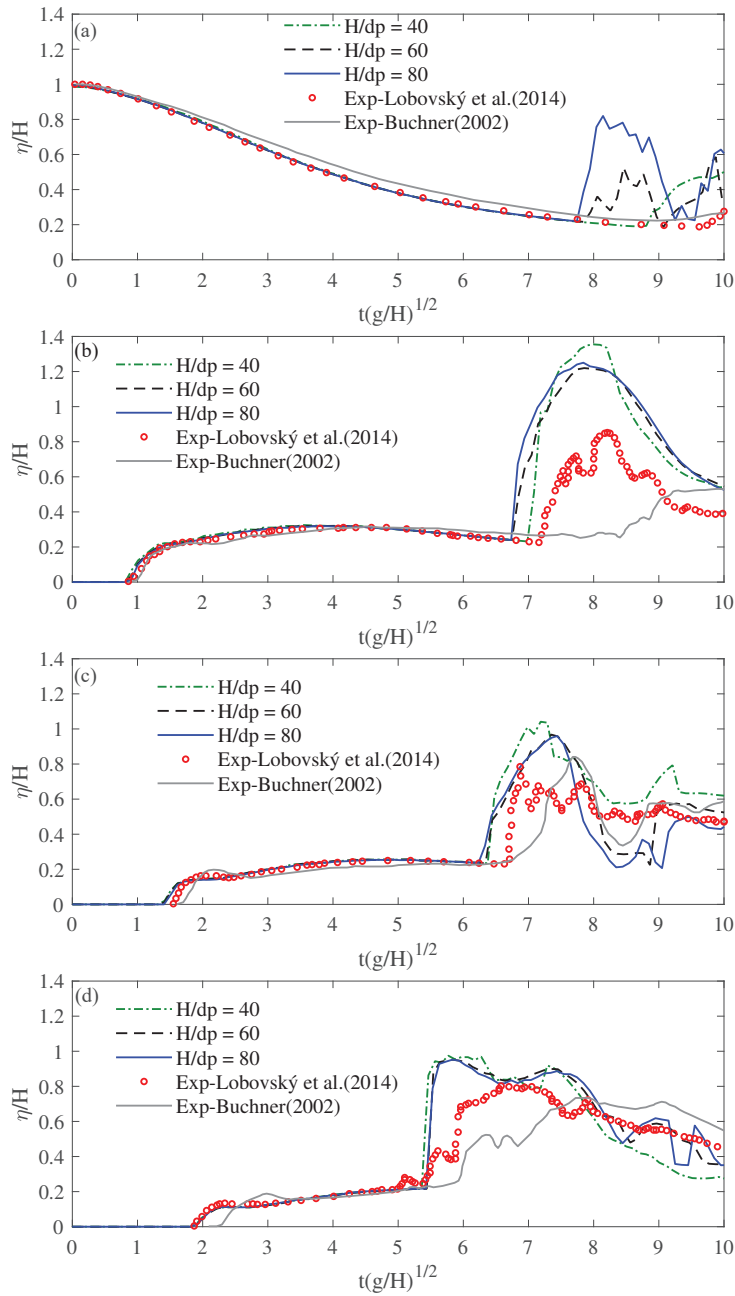 (a)
H/dp = 40
H/dp = 60
H/dp = 80
Exp-Lobovský et al.(2014)
Exp-Buchner(2002)
η/H
1.4
1.2
1
0.8
0.6
0.4
0.2
0
0 1 2 3 4 5 6 7 8 9 10
t(g/H)^1/2
(b)
H/dp = 40
H/dp = 60
H/dp = 80
Exp-Lobovský et al.(2014)
Exp-Buchner(2002)
η/H
1.4
1.2
1
0.8
0.6
0.4
0.2
0
0 1 2 3 4 5 6 7 8 9 10
t(g/H)^1/2
(c)
H/dp = 40
H/dp = 60
H/dp = 80
Exp-Lobovský et al.(2014)
Exp-Buchner(2002)
η/H
1.4
1.2
1
0.8
0.6
0.4
0.2
0
0 1 2 3 4 5 6 7 8 9 10
t(g/H)^1/2
(d)
H/dp = 40
H/dp = 60
H/dp = 80
Exp-Lobovský et al.(2014)
Exp-Buchner(2002)
η/H
1.4
1.2
1
0.8
0.6
0.4
0.2
0
0 1 2 3 4 5 6 7 8 9 10
t(g/H)^1/2